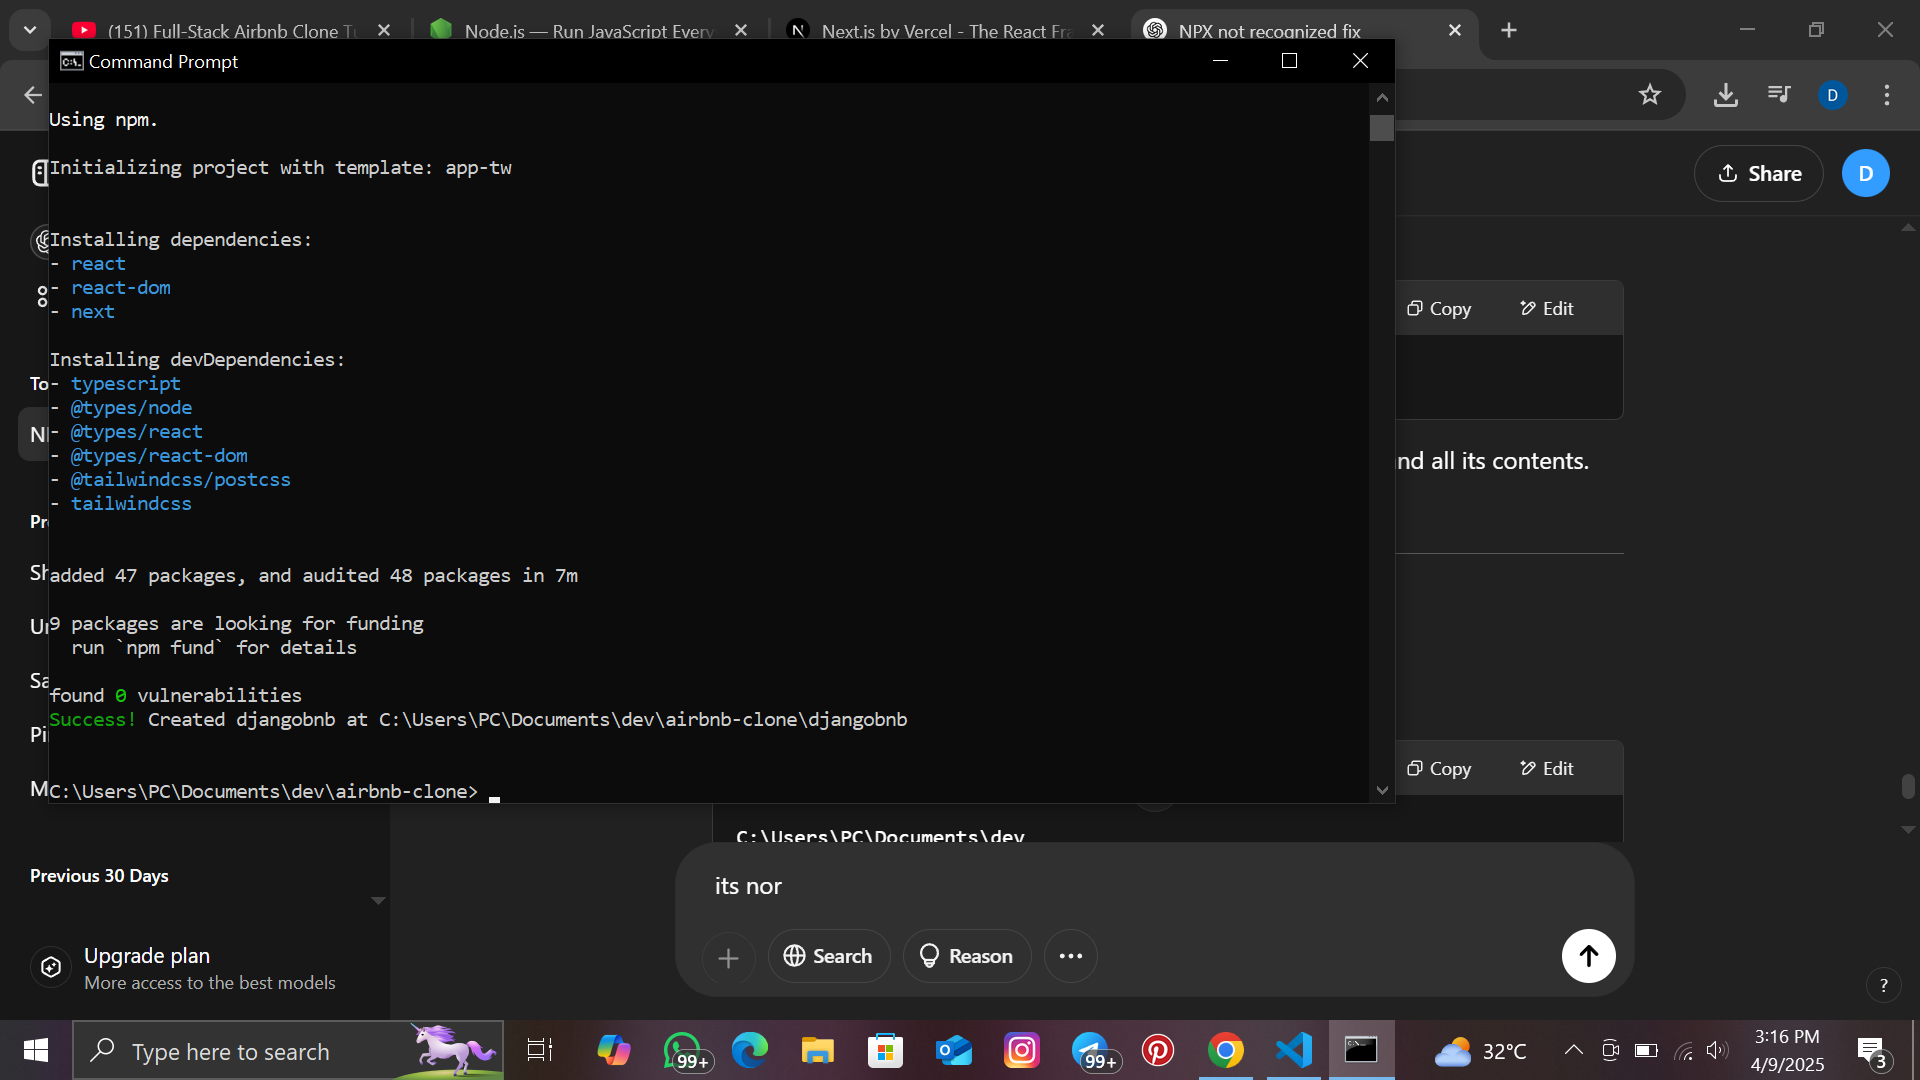 (151) Full-Stack Airbnb Clone Tu
Node.js — Run JavaScript Every
Next.js by Vercel - The React Fra
NPX not recognized fix
Command Prompt
D
Using npm.
Initializing project with template: app-tw
Share
D
Installing dependencies:
- react
- react-dom
- next
Copy
Edit
Installing devDependencies:
- typescript
- @types/node
- @types/react
- @types/react-dom
- @tailwindcss/postcss
- tailwindcss
nd all its contents.
added 47 packages, and audited 48 packages in 7m
9 packages are looking for funding
run `npm fund` for details
found 0 vulnerabilities
Success! Created djangobnb at C:\Users\PC\Documents\dev\airbnb-clone\djangobnb
Copy
Edit
C:\Users\PC\Documents\dev\airbnb-clone>
C:\Users\PC\Documents\dev
Previous 30 Days
its nor
Upgrade plan
More access to the best models
Search
Reason
?
Type here to search
99+
99+
32°C
3:16 PM
4/9/2025
3